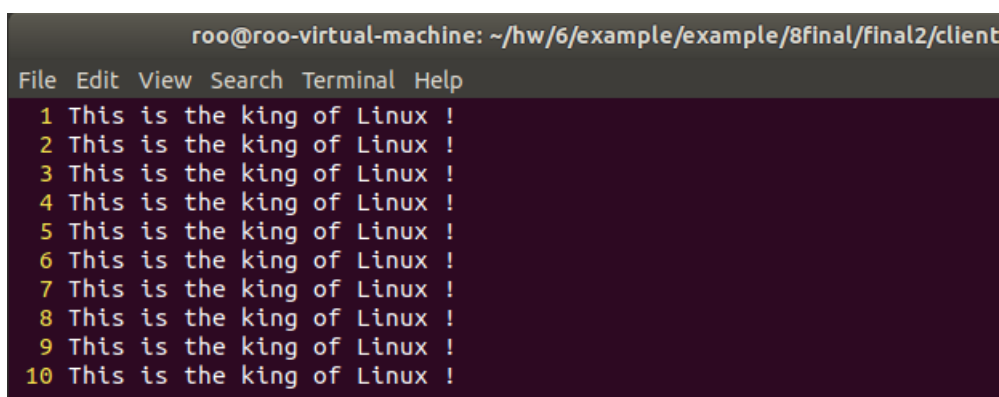 roo@roo-virtual-machine: ~/hw/6/example/example/8final/final2/client
File Edit View Search Terminal Help
1 This is the king of Linux !
2 This is the king of Linux !
3 This is the king of Linux !
4 This is the king of Linux !
5 This is the king of Linux !
6 This is the king of Linux !
7 This is the king of Linux !
8 This is the king of Linux !
9 This is the king of Linux !
10 This is the king of Linux !